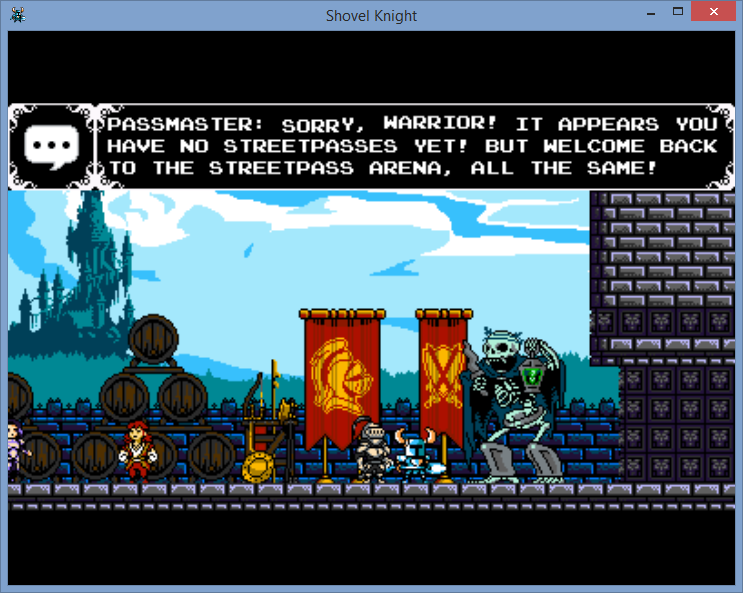 Shovel Knight
PASSMASTER: SORRY, WARRIOR! IT APPEARS YOU
HAVE NO STREETPASSES YET! BUT WELCOME BACK
TO THE STREETPASS ARENA, ALL THE SAME!